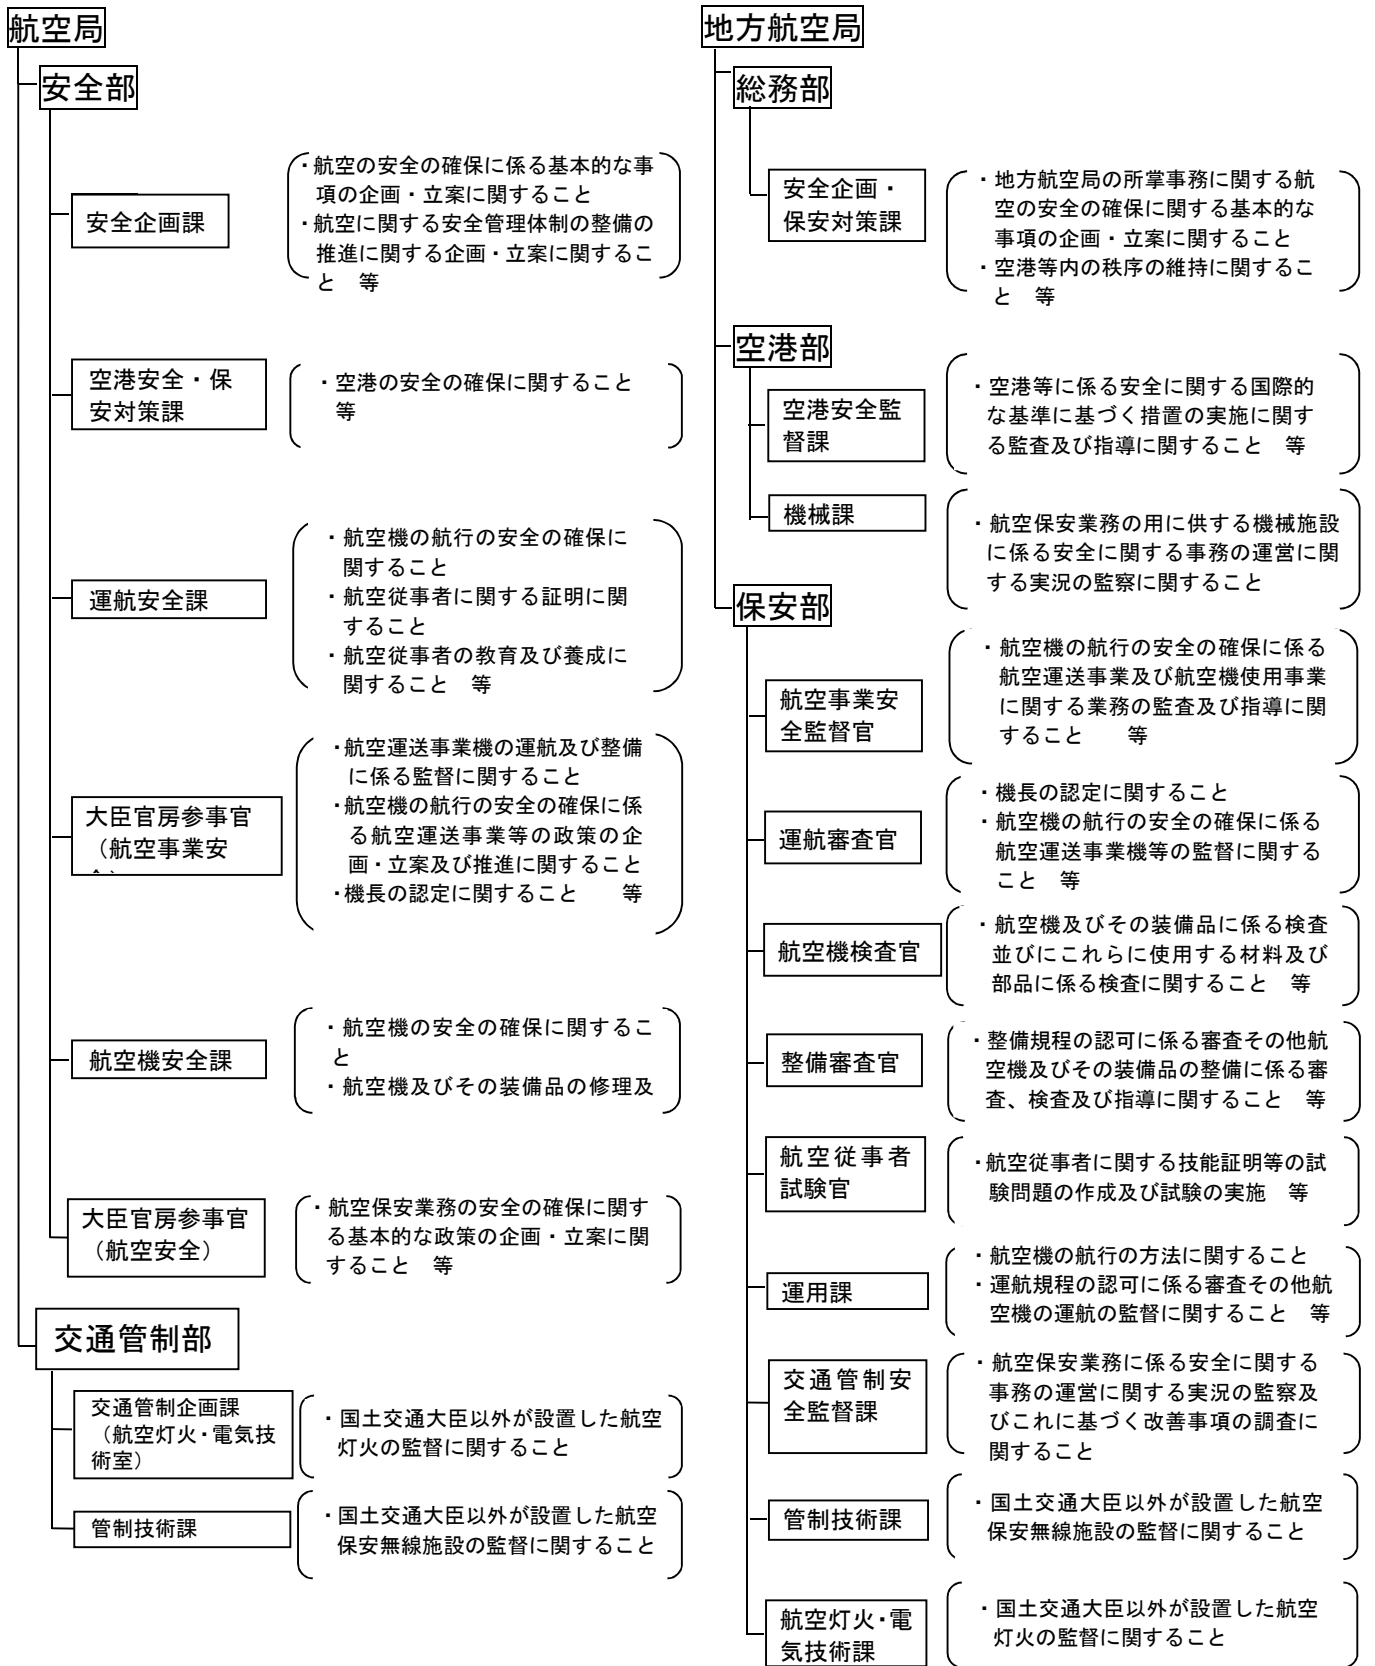 航空局
安全部
安全企画課
・航空の安全の確保に係る基本的な事
項の企画・立案に関すること
・航空に関する安全管理体制の整備の
推進に関する企画・立案に関するこ
と　等
空港安全・保
安対策課
・空港の安全の確保に関すること
等
運航安全課
・航空機の航行の安全の確保に
関すること
・航空従事者に関する証明に関
すること
・航空従事者の教育及び養成に
関すること　等
大臣官房参事官
（航空事業安
・航空運送事業機の運航及び整備
に係る監督に関すること
・航空機の航行の安全の確保に係
る航空運送事業等の政策の企
画・立案及び推進に関すること
・機長の認定に関すること　　等
航空機安全課
・航空機の安全の確保に関するこ
と
・航空機及びその装備品の修理及
大臣官房参事官
（航空安全）
・航空保安業務の安全の確保に関す
る基本的な政策の企画・立案に関
すること　等
交通管制部
交通管制企画課
（航空灯火・電気技
術室）
・国土交通大臣以外が設置した航空
灯火の監督に関すること
管制技術課
・国土交通大臣以外が設置した航空
保安無線施設の監督に関すること
地方航空局
総務部
安全企画・
保安対策課
・地方航空局の所掌事務に関する航
空の安全の確保に関する基本的な
事項の企画・立案に関すること
・空港等内の秩序の維持に関するこ
と　等
空港部
空港安全監
督課
・空港等に係る安全に関する国際的
な基準に基づく措置の実施に関す
る監査及び指導に関すること　等
機械課
・航空保安業務の用に供する機械施設
に係る安全に関する事務の運営に関
する実況の監察に関すること
保安部
航空事業安
全監督官
・航空機の航行の安全の確保に係る
航空運送事業及び航空機使用事業
に関する業務の監査及び指導に関
すること　　等
運航審査官
・機長の認定に関すること
・航空機の航行の安全の確保に係る
航空運送事業機等の監督に関する
こと　等
航空機検査官
・航空機及びその装備品に係る検査
並びにこれらに使用する材料及び
部品に係る検査に関すること　等
整備審査官
・整備規程の認可に係る審査その他航
空機及びその装備品の整備に係る審
査、検査及び指導に関すること　等
航空従事者
試験官
・航空従事者に関する技能証明等の試
験問題の作成及び試験の実施　等
運用課
・航空機の航行の方法に関すること
・運航規程の認可に係る審査その他航
空機の運航の監督に関すること　等
交通管制安
全監督課
・航空保安業務に係る安全に関する
事務の運営に関する実況の監察及
びこれに基づく改善事項の調査に
関すること
管制技術課
・国土交通大臣以外が設置した航空
保安無線施設の監督に関すること
航空灯火・電
気技術課
・国土交通大臣以外が設置した航空
灯火の監督に関すること